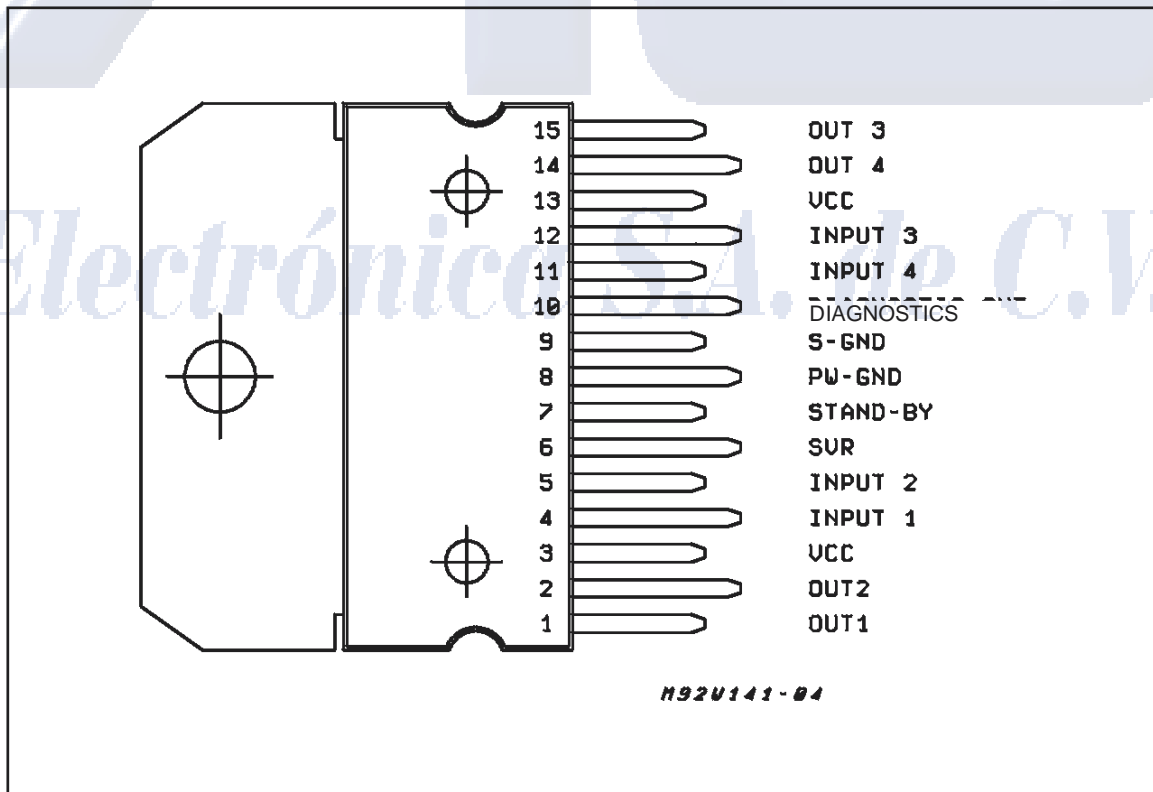 15 OUT 3
14 OUT 4
13 VCC
12 INPUT 3
Electrónica S.A. de C.V.
11 INPUT 4
10 DIAGNOSTICS
9 S-GND
8 PW-GND
7 STAND-BY
6 SVR
5 INPUT 2
4 INPUT 1
3 VCC
2 OUT2
1 OUT1
M92V141-04